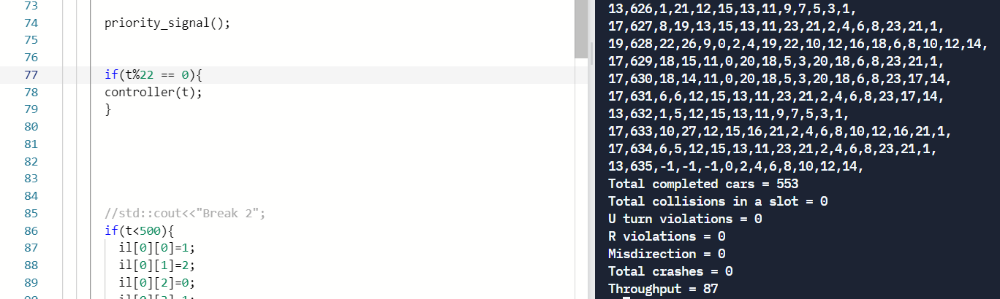 73
74 priority_signal();
75
76
77 if(t%22 == 0){
78 controller(t);
79 }
80
81
82
83
84
85 //std::cout<<"Break 2";
86 if(t<500){
87 il[0][0]=1;
88 il[0][1]=2;
89 il[0][2]=0;
13,626,1,21,12,15,13,11,9,7,5,3,1,
17,627,8,19,13,15,13,11,23,21,2,4,6,8,23,21,1,
19,628,22,26,9,0,2,4,19,22,10,12,16,18,6,8,10,12,14,
17,629,18,15,11,0,20,18,5,3,20,18,6,8,23,21,1,
17,630,18,14,11,0,20,18,5,3,20,18,6,8,23,17,14,
17,631,6,6,12,15,13,11,23,21,2,4,6,8,23,17,14,
13,632,1,5,12,15,13,11,9,7,5,3,1,
17,633,10,27,12,15,16,21,2,4,6,8,10,12,16,21,1,
17,634,6,5,12,15,13,11,23,21,2,4,6,8,23,21,1,
13,635,-1,-1,-1,0,2,4,6,8,10,12,14,
Total completed cars = 553
Total collisions in a slot = 0
U turn violations = 0
R violations = 0
Misdirection = 0
Total crashes = 0
Throughput = 87